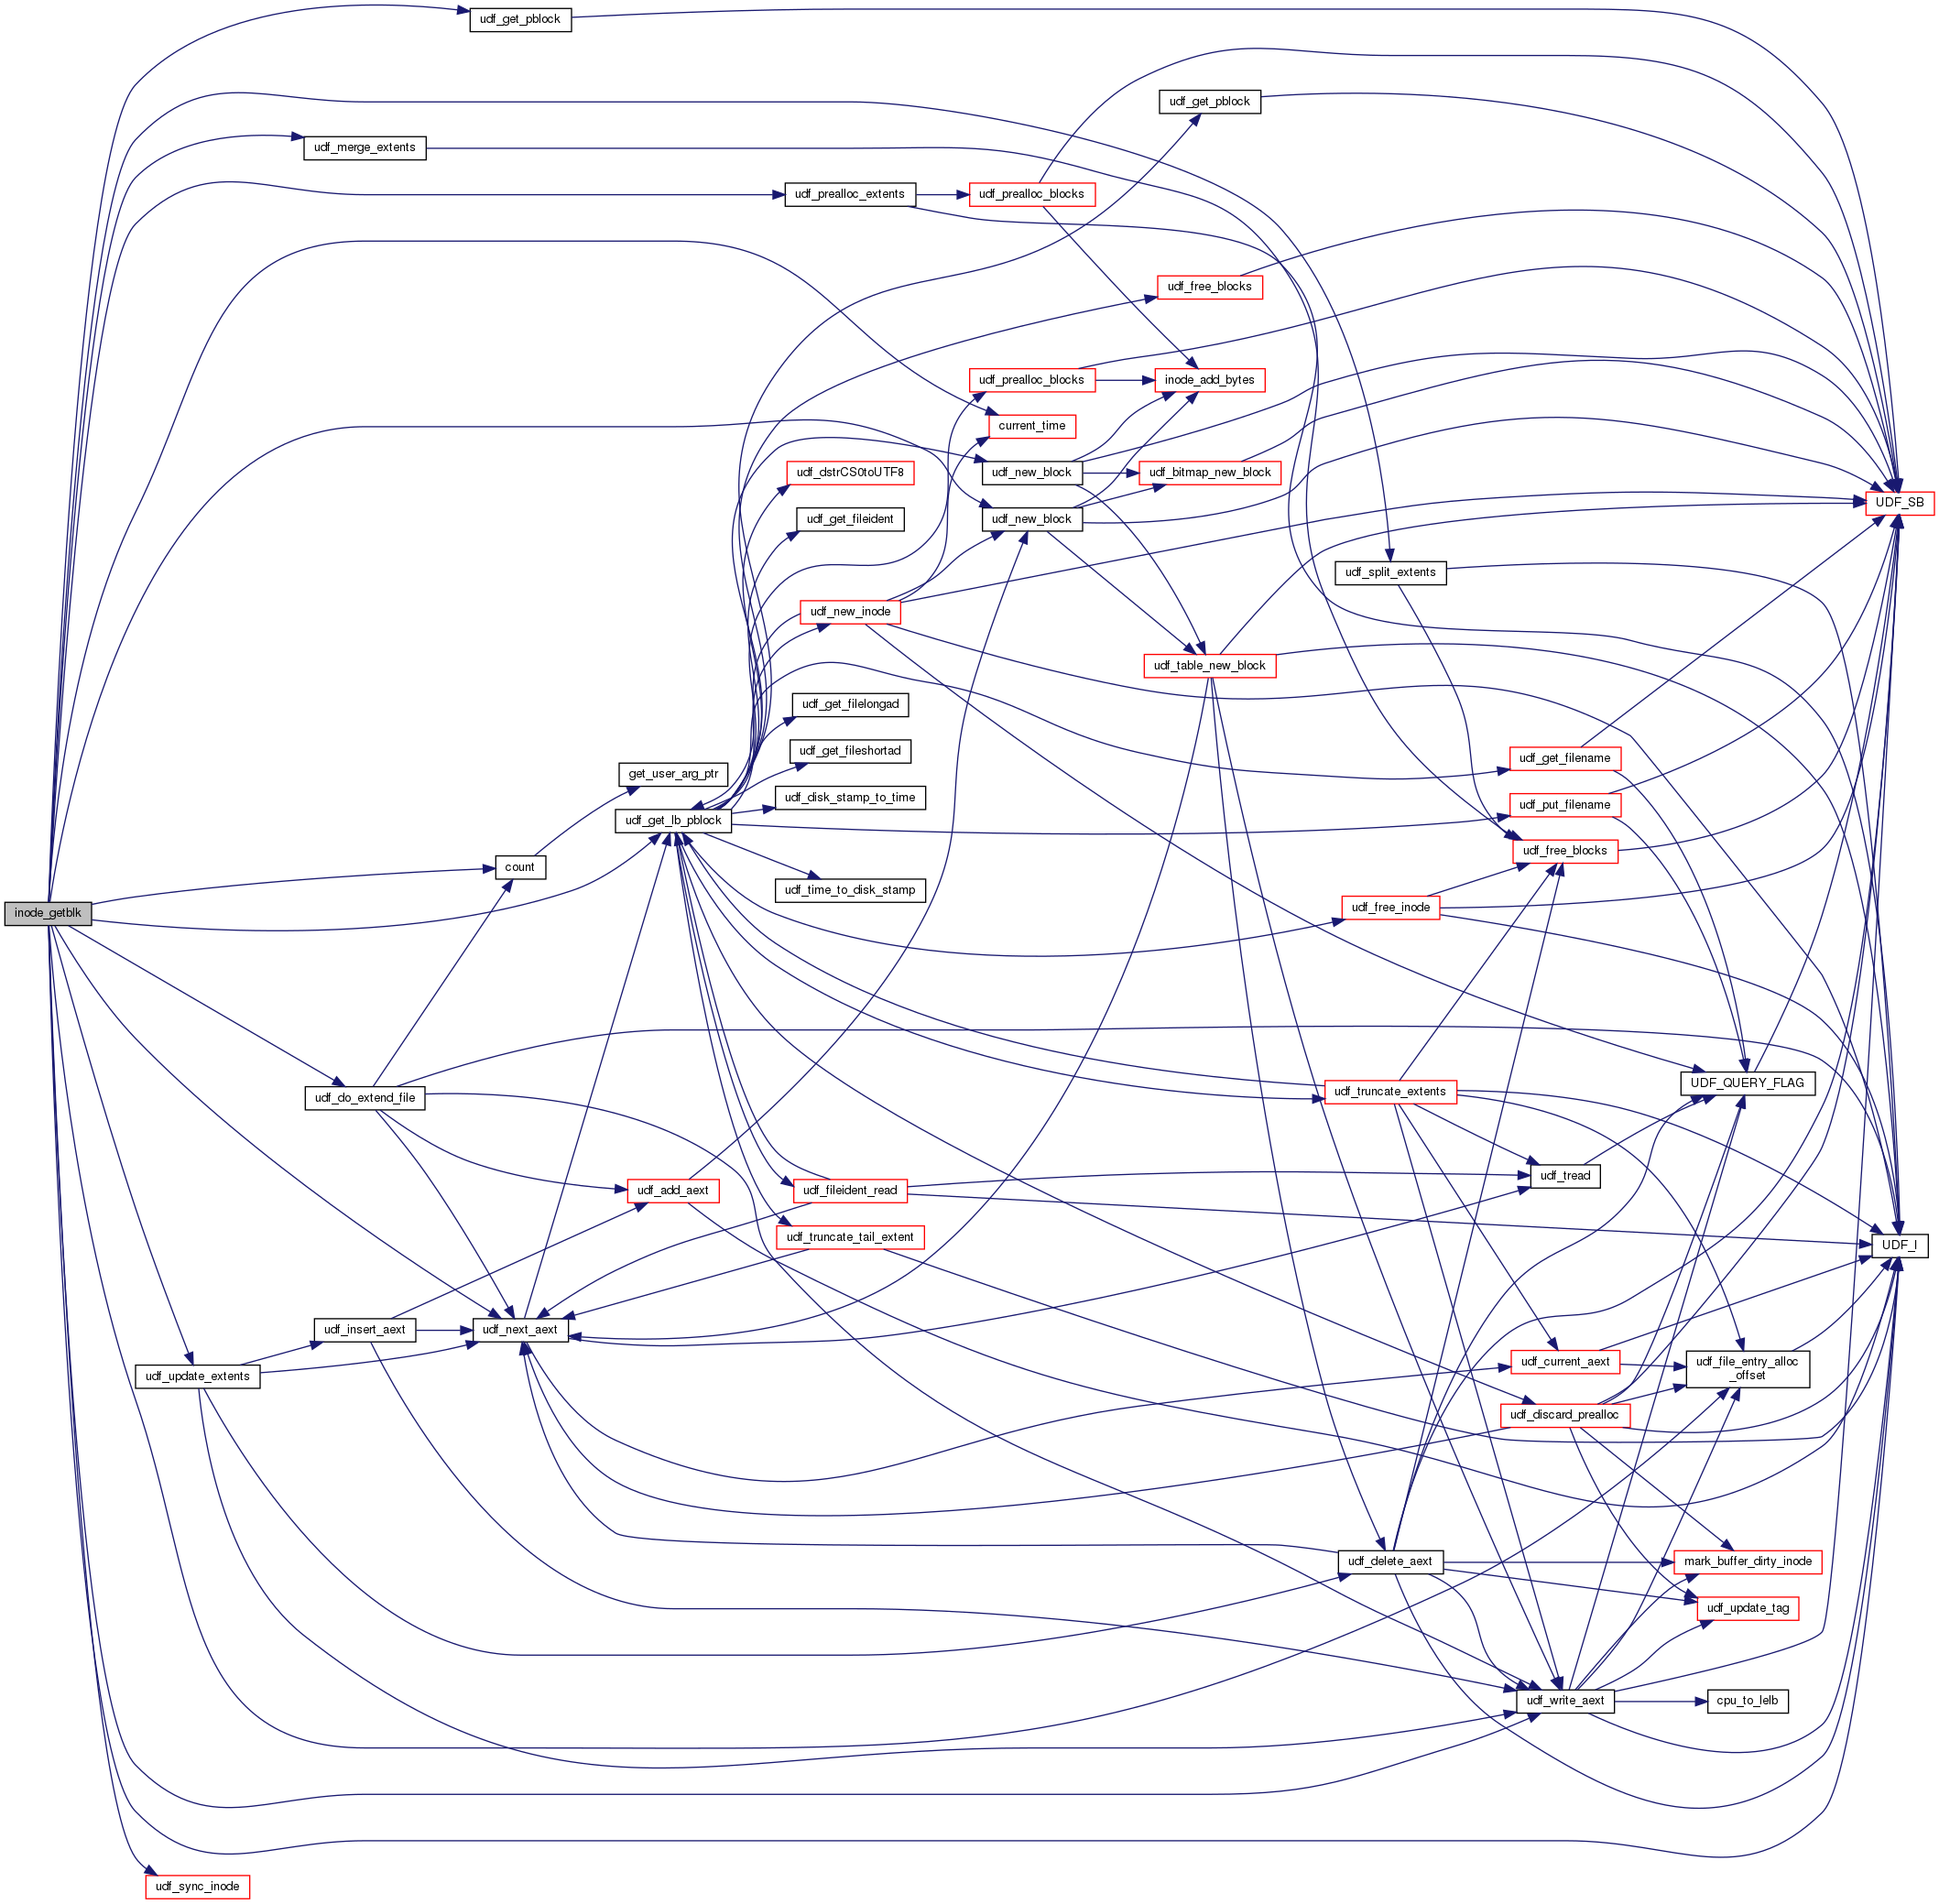 udf_get_pblock
udf_get_pblock
udf_merge_extents
udf_prealloc_extents
udf_prealloc_blocks
udf_free_blocks
udf_prealloc_blocks
inode_add_bytes
current_time
udf_dstrCS0toUTF8
udf_new_block
udf_bitmap_new_block
UDF_SB
udf_get_fileident
udf_new_block
udf_split_extents
udf_new_inode
udf_table_new_block
udf_get_filelongad
udf_get_fileshortad
udf_get_filename
get_user_arg_ptr
udf_disk_stamp_to_time
udf_put_filename
udf_get_lb_pblock
udf_free_blocks
count
udf_time_to_disk_stamp
inode_getblk
udf_free_inode
UDF_QUERY_FLAG
udf_do_extend_file
udf_truncate_extents
udf_tread
udf_add_aext
udf_fileident_read
udf_truncate_tail_extent
UDF_I
udf_insert_aext
udf_next_aext
udf_update_extents
udf_current_aext
udf_file_entry_alloc
_offset
udf_discard_prealloc
udf_delete_aext
mark_buffer_dirty_inode
udf_update_tag
udf_write_aext
cpu_to_lelb
udf_sync_inode